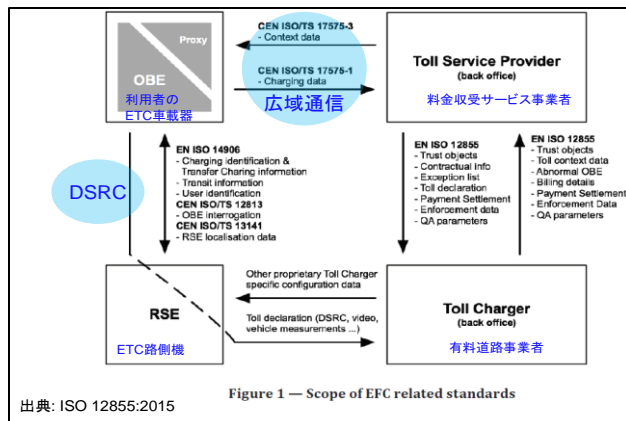 Proxy
OBE
利用者の
ETC車載器
CEN ISO/TS 17575-3
- Context data
CEN ISO/TS 17575-1
- Charging data
広域通信
Toll Service Provider
(back office)
料金収受サービス事業者
DSRC
EN ISO 14906
- Charging identification &
Transfer Charing information
- Transit information
- User identification
CEN ISO/TS 12813
- OBE interrogation
CEN ISO/TS 13141
- RSE localisation data
EN ISO 12855
- Trust objects
- Contractual info
- Exception list
- Toll declaration
- Payment Settlement
- Enforcement data
- QA parameters
EN ISO 12855
- Trust objects
- Toll context data
- Abnormal OBE
- Billing details
- Payment Settlement
- Enforcement Data
- QA parameters
RSE
ETC路側機
Other proprietary Toll Charger
specific configuration data
Toll declaration (DSRC, video,
vehicle measurements ...)
Toll Charger
(back office)
有料道路事業者
Figure 1 — Scope of EFC related standards
出典: ISO 12855:2015